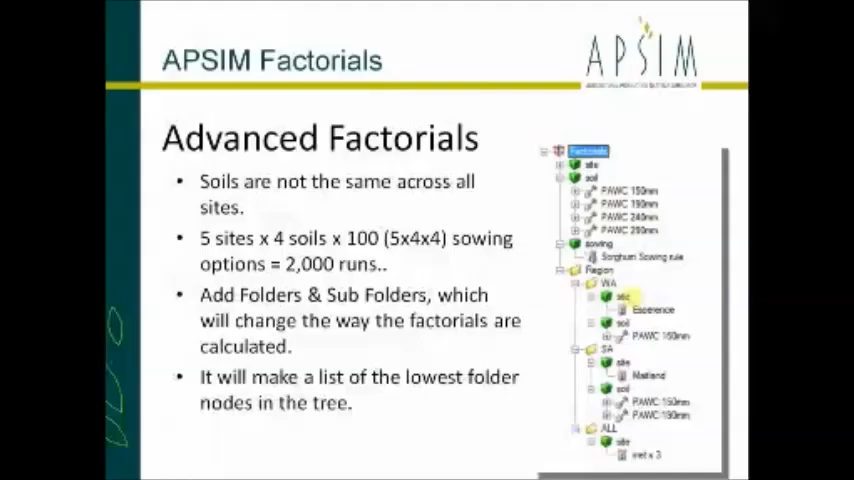 APSIM Factorials
APSIM
Advanced Factorials
• Soils are not the same across all
sites.
• 5 sites x 4 soils x 100 (5x4x4) sowing
options = 2,000 runs..
• Add Folders & Sub Folders, which
will change the way the factorials are
calculated.
• It will make a list of the lowest folder
nodes in the tree.
Factorials
site
soil
PAWC 150mm
PAWC 190mm
PAWC 240mm
PAWC 290mm
sowing
Sorghum Sowing rule
Region
WA
site
Esperence
soil
PAWC 160mm
SA
site
Maitland
soil
PAWC 150mm
PAWC 190mm
ALL
site
met x 3